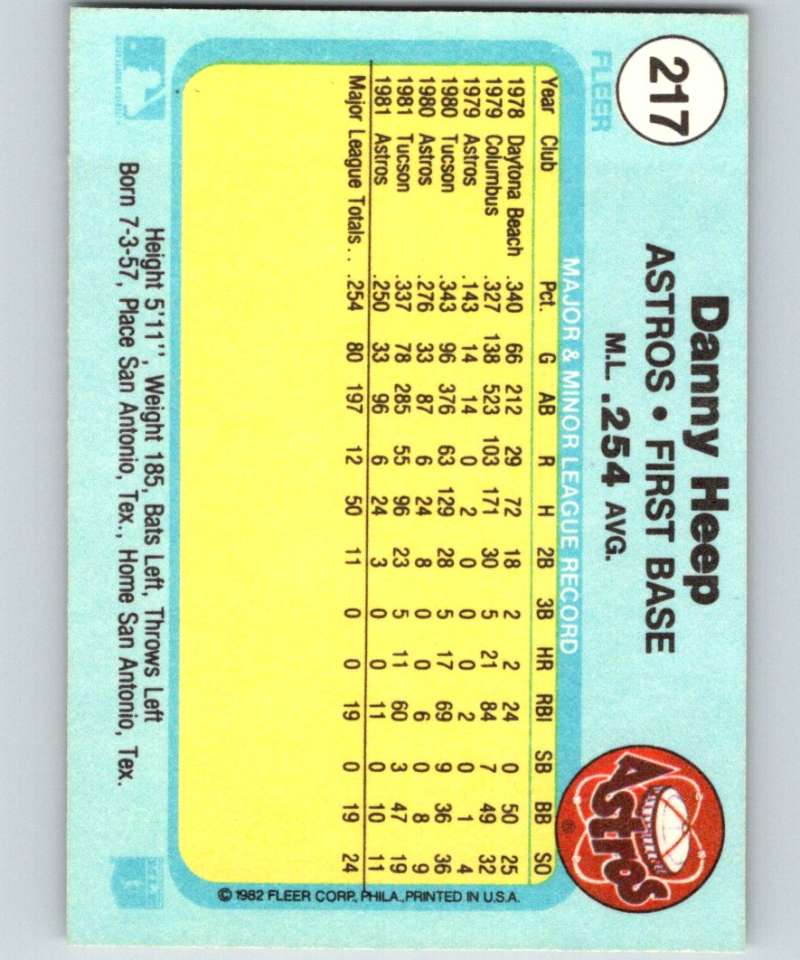 217
FLEER
Danny Heep
ASTROS • FIRST BASE
M.L. .254 AVG.
Astros
®
MAJOR & MINOR LEAGUE RECORD
Year Club Pct. G AB R H 2B 3B HR RBI SB BB SO
1978 Daytona Beach .340 66 212 29 72 18 2 2 24 0 50 25
1979 Columbus .327 138 523 103 171 30 5 21 84 7 49 32
1979 Astros .143 14 14 0 2 0 0 0 2 0 1 4
1980 Tucson .343 96 376 63 129 28 5 17 69 9 36 36
1980 Astros .276 33 87 6 24 8 0 0 6 0 8 9
1981 Tucson .337 78 285 55 96 23 5 11 60 3 47 19
1981 Astros .250 33 96 6 24 3 0 0 11 0 10 11
Major League Totals . . .254 80 197 12 50 11 0 0 19 0 19 24
© 1982 FLEER CORP., PHILA., PRINTED IN U.S.A.
Height 5'11", Weight 185, Bats Left, Throws Left
Born 7-3-57, Place San Antonio, Tex., Home San Antonio, Tex.